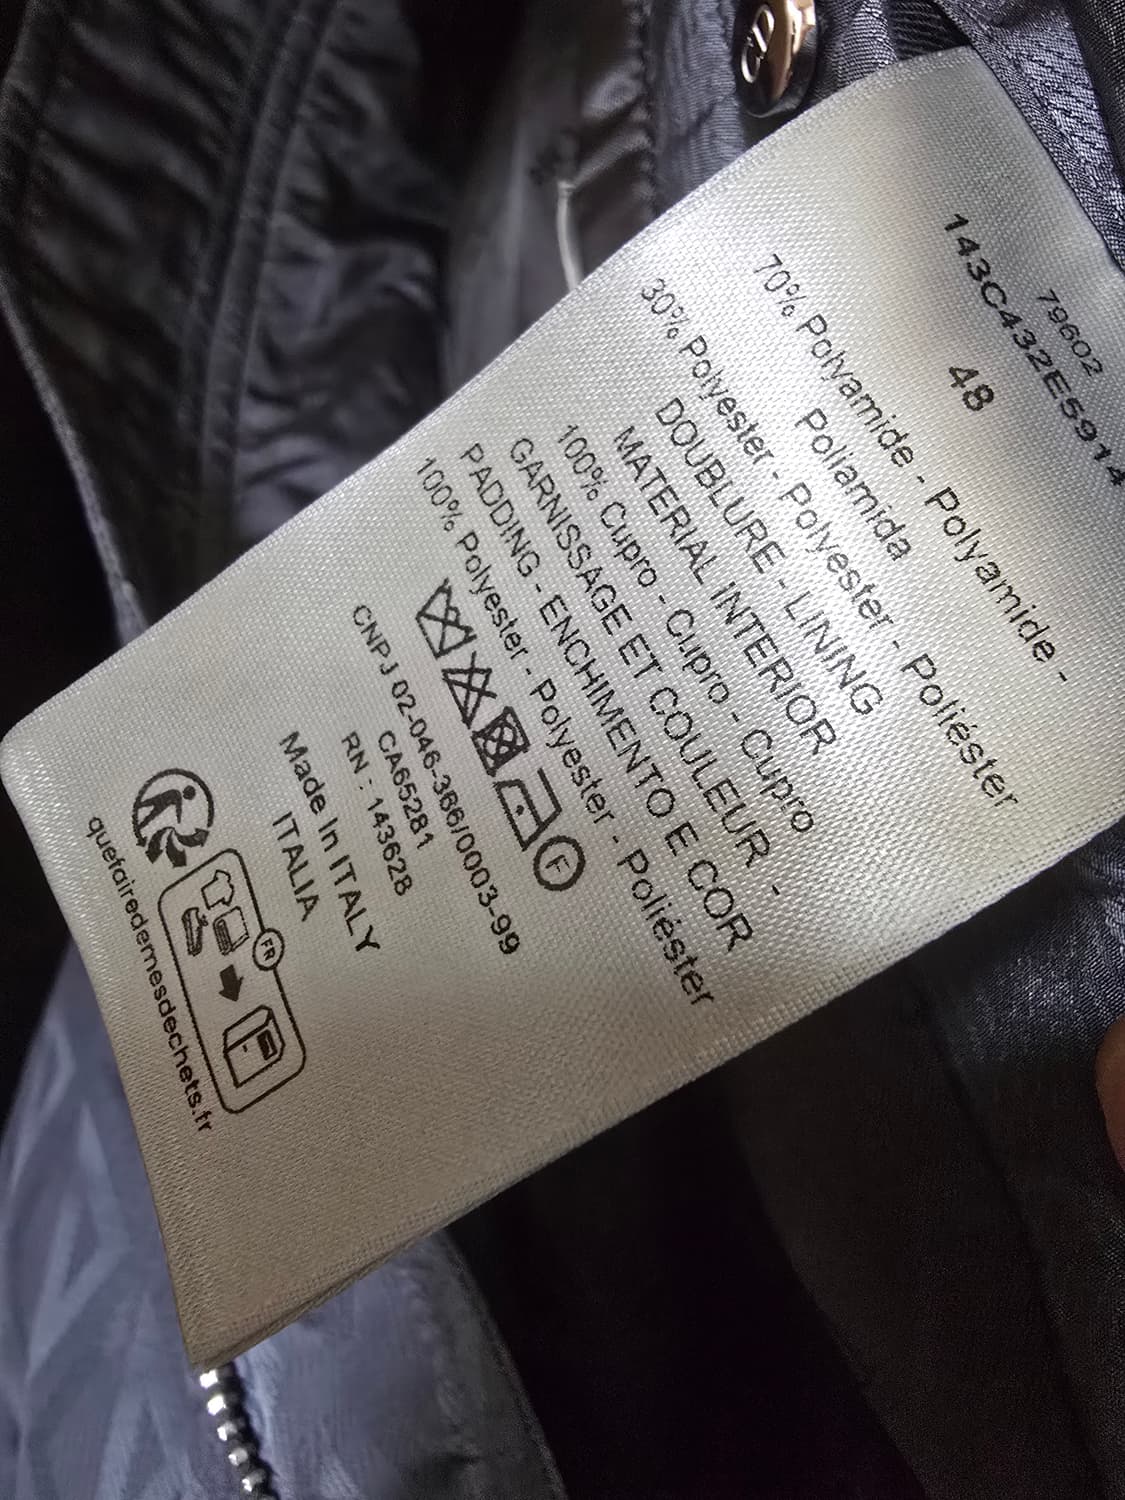 79602
143C432E5914
48
70% Polyamide - Polyamide -
Poliamida
30% Polyester - Polyester - Poliéster
DOUBLURE - LINING
MATERIAL INTERIOR
100% Cupro - Cupro - Cupro
GARNISSAGE ET COULEUR -
PADDING - ENCHIMENTO E COR
100% Polyester - Polyester - Poliéster
F
CNPJ 02-046-366/0003-99
CA65281
RN : 143628
Made In ITALY
ITALIA
FR
quefairedemesdechets.fr
CD